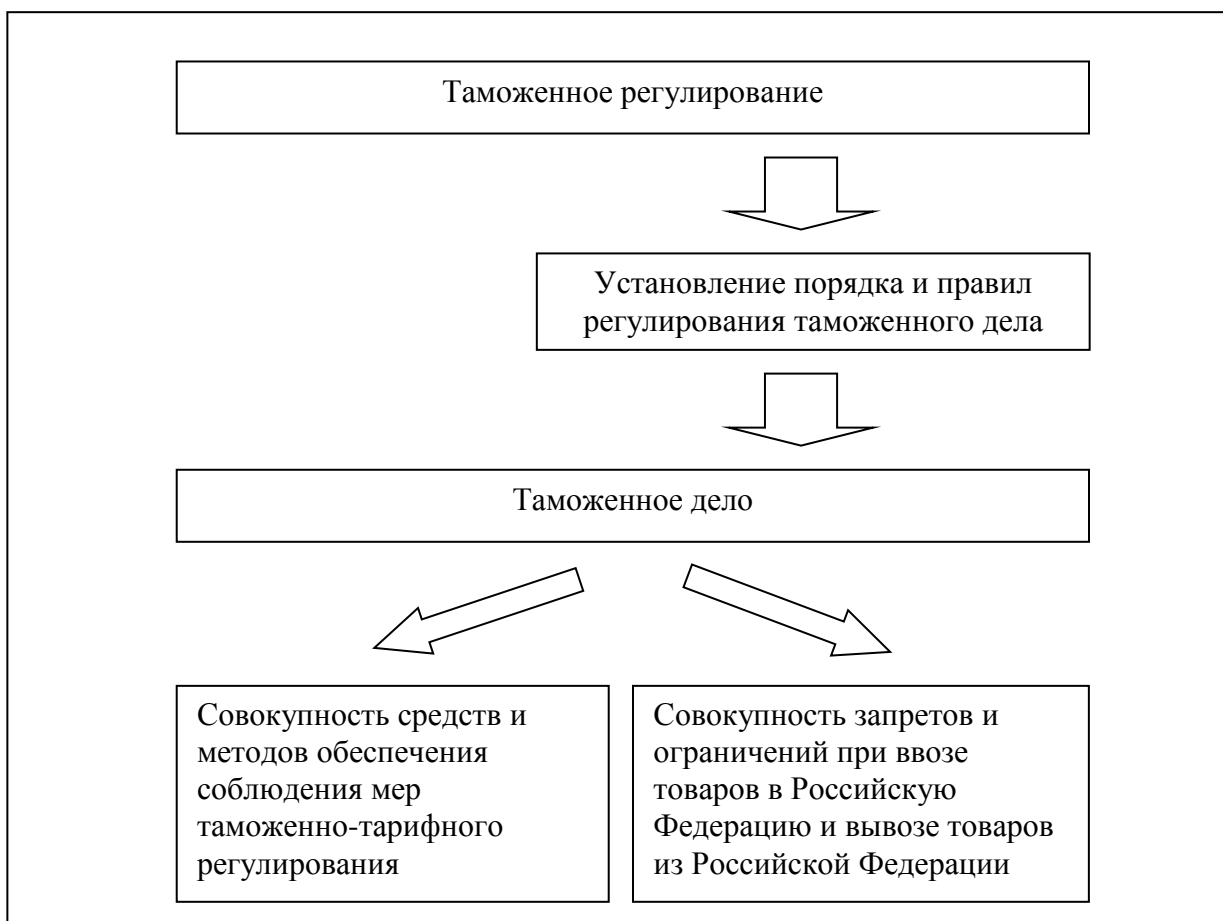 Таможенное регулирование
Установление порядка и правил
регулирования таможенного дела
Таможенное дело
Совокупность средств и
методов обеспечения
соблюдения мер
таможенно-тарифного
регулирования
Совокупность запретов и
ограничений при ввозе
товаров в Российскую
Федерацию и вывозе товаров
из Российской Федерации